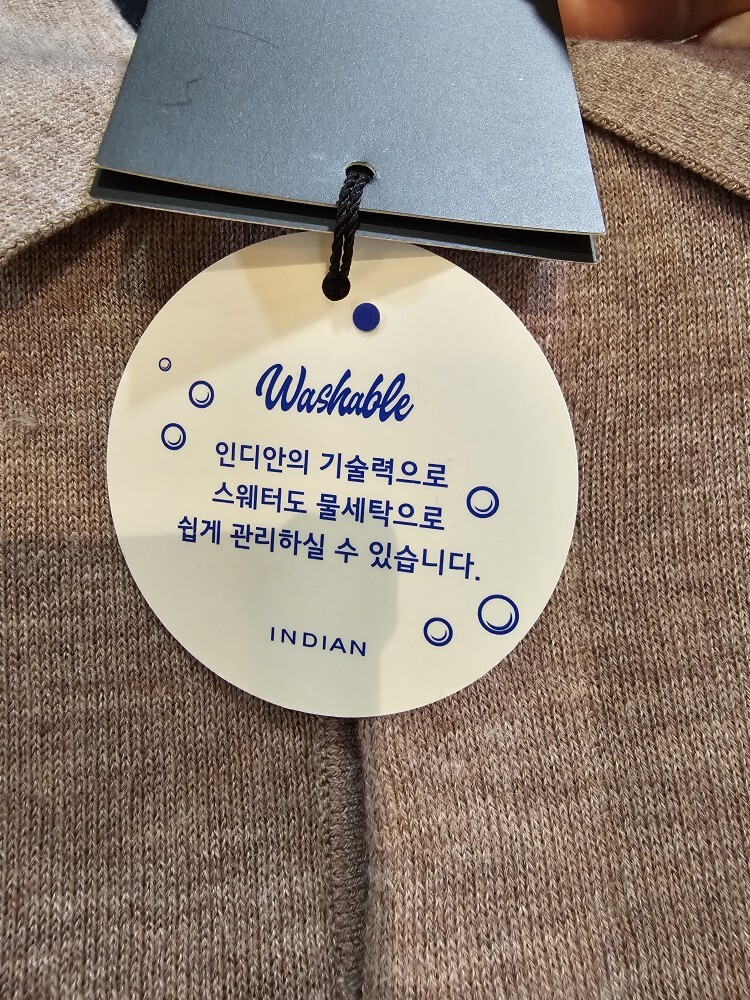 Washable
인디안의 기술력으로
스웨터도 물세탁으로
쉽게 관리하실 수 있습니다.
INDIAN